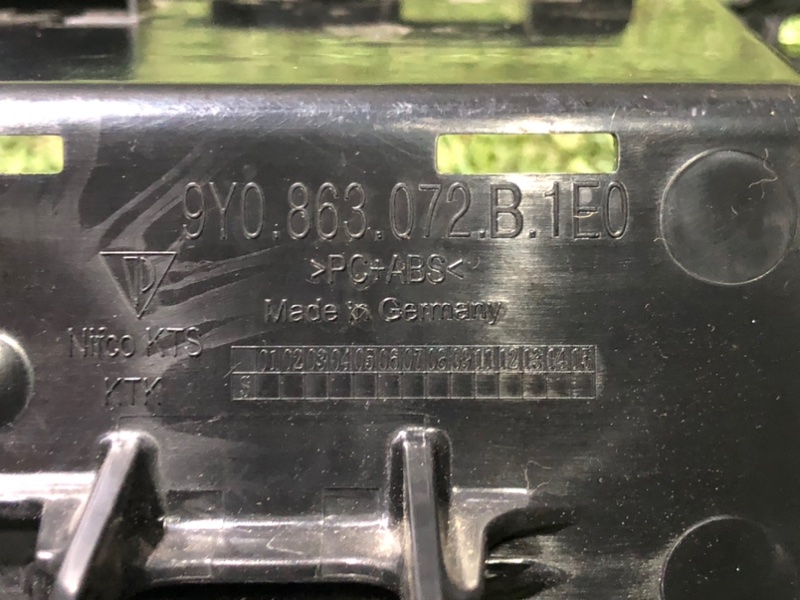 9Y0.863.072.B.1E0
>PC+ABS<
Made in Germany
Nifco KTS
KTK
01 02 03 04 05 06 07 08 09 11 12 13 14 15
S